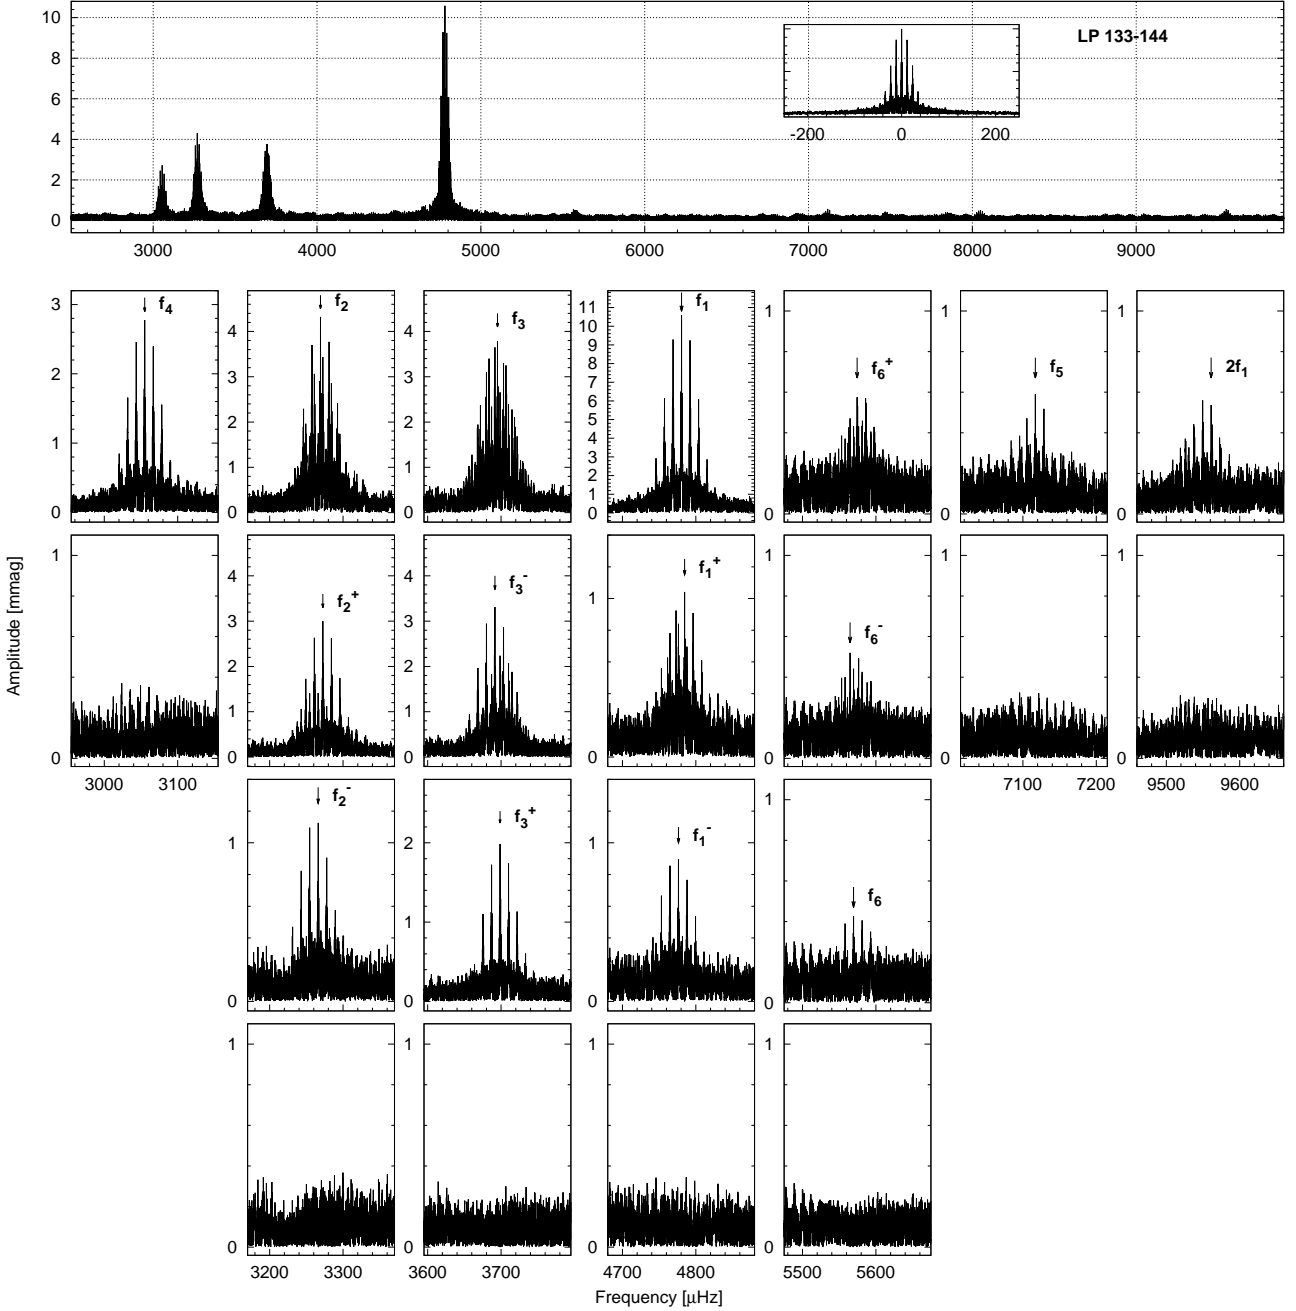 LP 133-144
10
8
6
4
2
0
-200 0 200
3000 4000 5000 6000 7000 8000 9000
Amplitude [mmag]
3 2 1 0
f4
4 3 2 1 0
f2
4 3 2 1 0
f3
11 10 9 8 7 6 5 4 3 2 1 0
f1
1 0
f6+
1 0
f5
1 0
2f1
1 0
3000 3100
4 3 2 1 0
f2+
4 3 2 1 0
f3-
1 0
f1+
1 0
f6-
1 0
7100 7200
1 0
9500 9600
1 0
f2-
2 1 0
f3+
1 0
f1-
1 0
f6
1 0
3200 3300
1 0
3600 3700
1 0
4700 4800
1 0
5500 5600
Frequency [μHz]